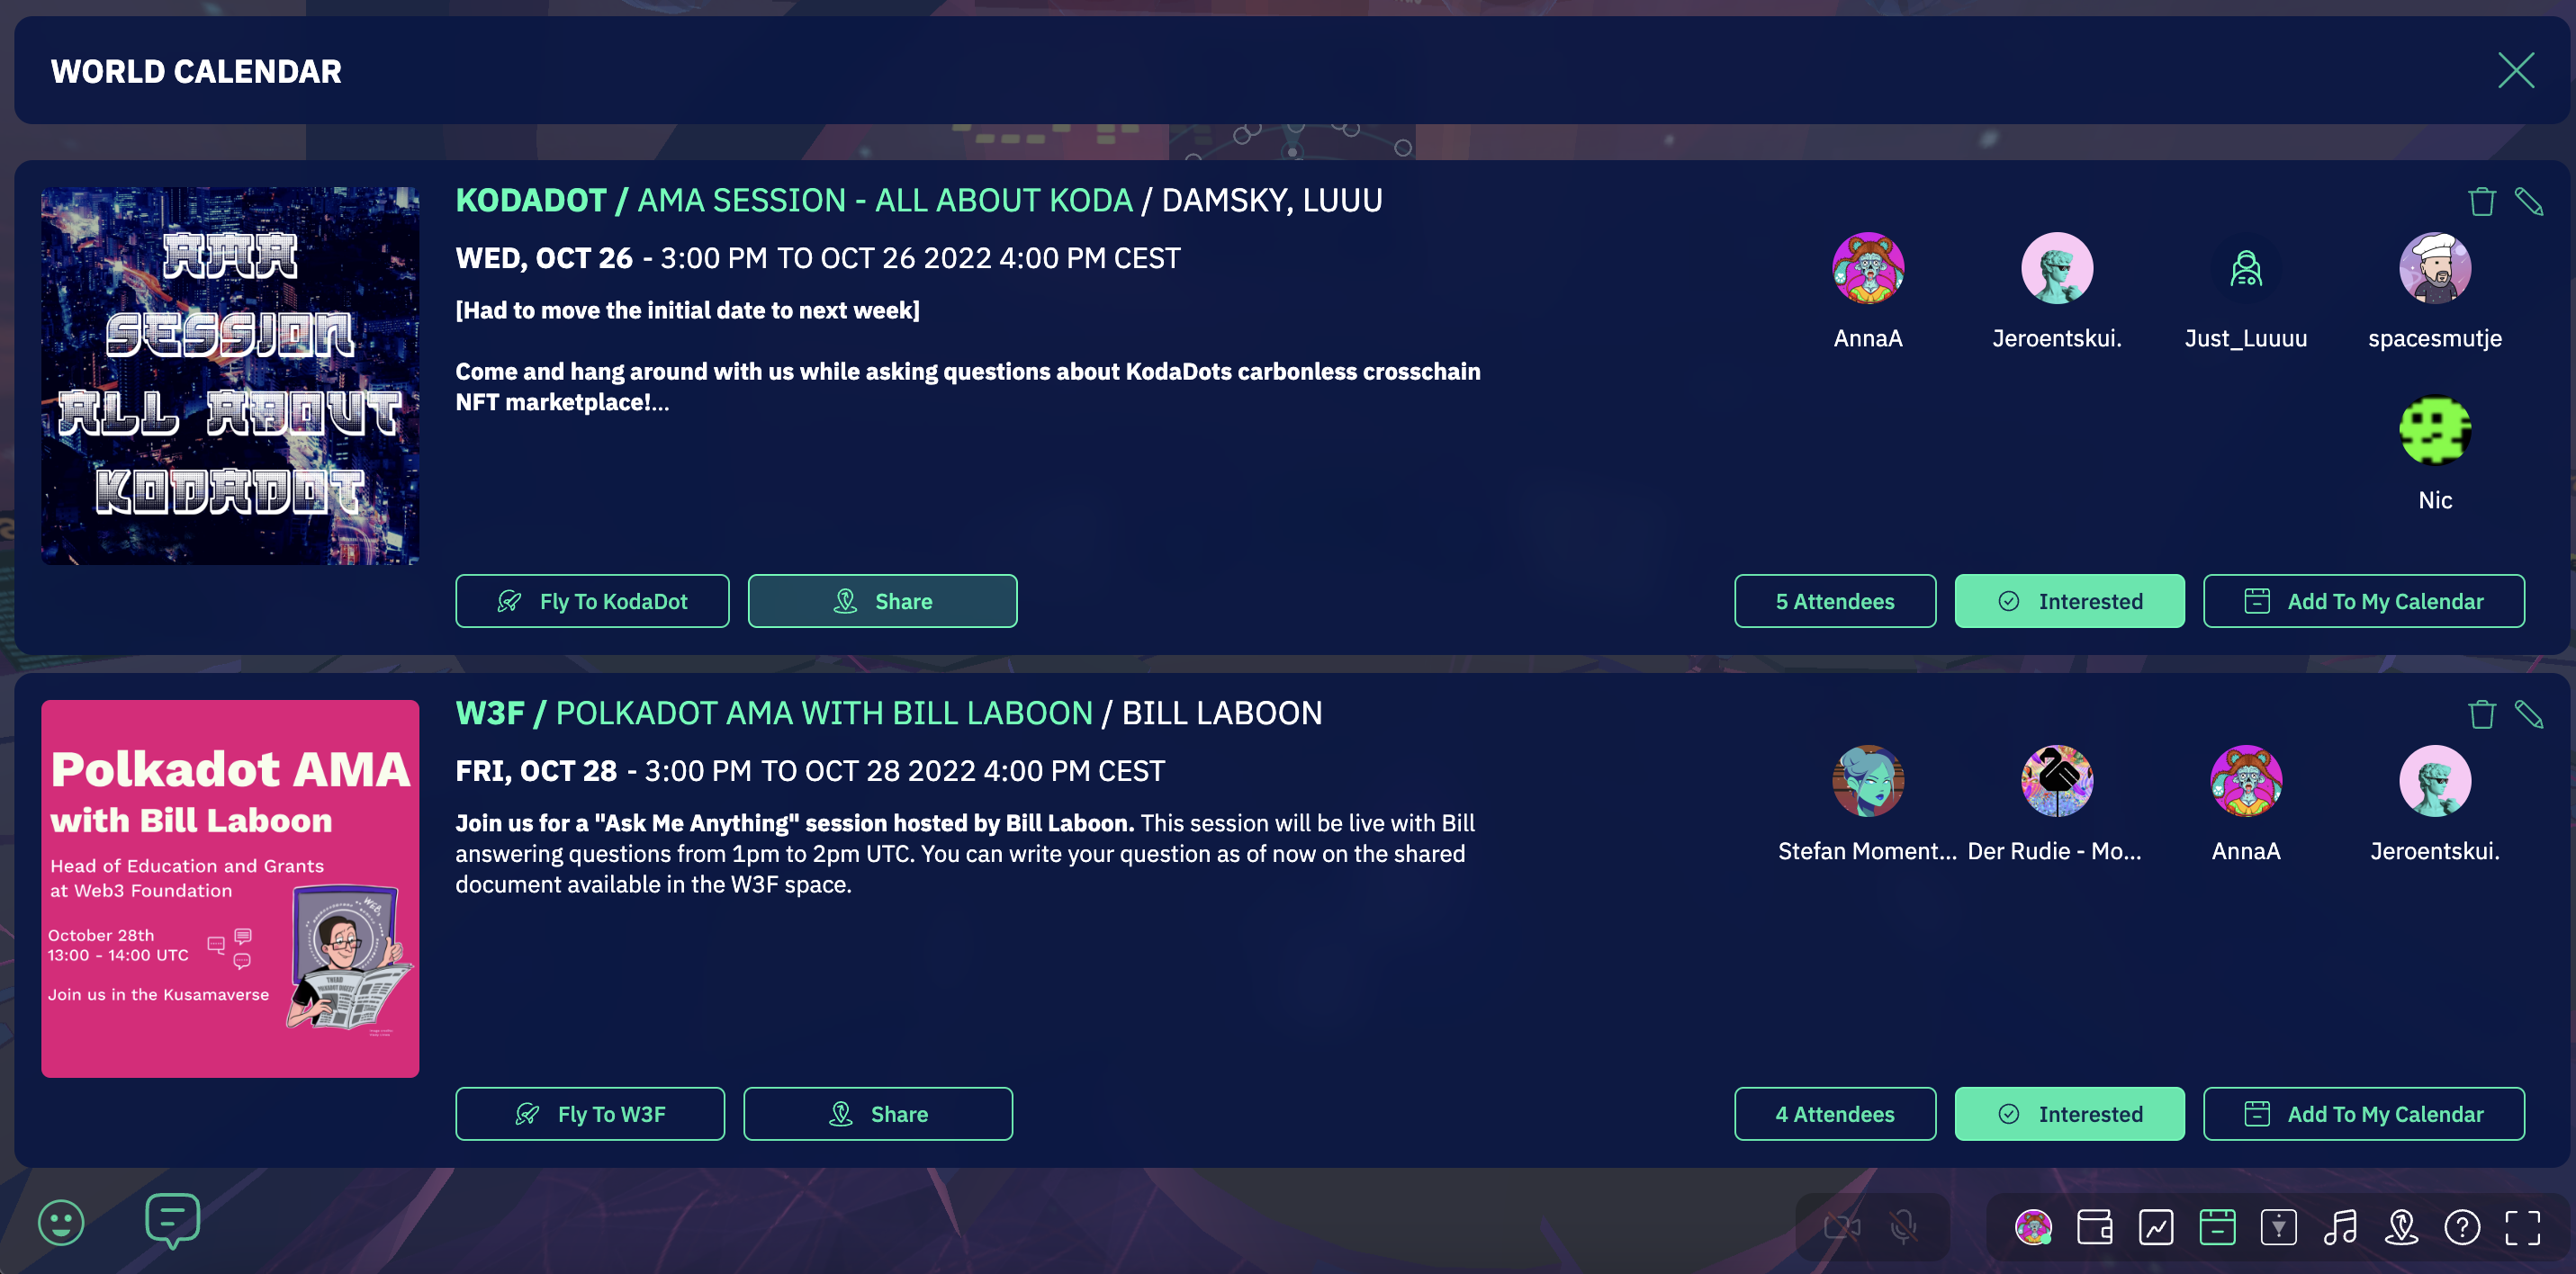 WORLD CALENDAR
AMA
SESSION
ALL ABOUT
KODADOT
KODADOT / AMA SESSION - ALL ABOUT KODA / DAMSKY, LUUU
WED, OCT 26 - 3:00 PM TO OCT 26 2022 4:00 PM CEST
[Had to move the initial date to next week]
Come and hang around with us while asking questions about KodaDots carbonless crosschain
NFT marketplace!...
AnnaA
Jeroentskui.
Just_Luuuu
spacesmutje
Nic
Fly To KodaDot
Share
5 Attendees
Interested
Add To My Calendar
Polkadot AMA
with Bill Laboon
Head of Education and Grants
at Web3 Foundation
October 28th
13:00 - 14:00 UTC
Join us in the Kusamaverse
W3F / POLKADOT AMA WITH BILL LABOON / BILL LABOON
FRI, OCT 28 - 3:00 PM TO OCT 28 2022 4:00 PM CEST
Join us for a "Ask Me Anything" session hosted by Bill Laboon. This session will be live with Bill
answering questions from 1pm to 2pm UTC. You can write your question as of now on the shared
document available in the W3F space.
Stefan Moment...
Der Rudie - Mo...
AnnaA
Jeroentskui.
Fly To W3F
Share
4 Attendees
Interested
Add To My Calendar